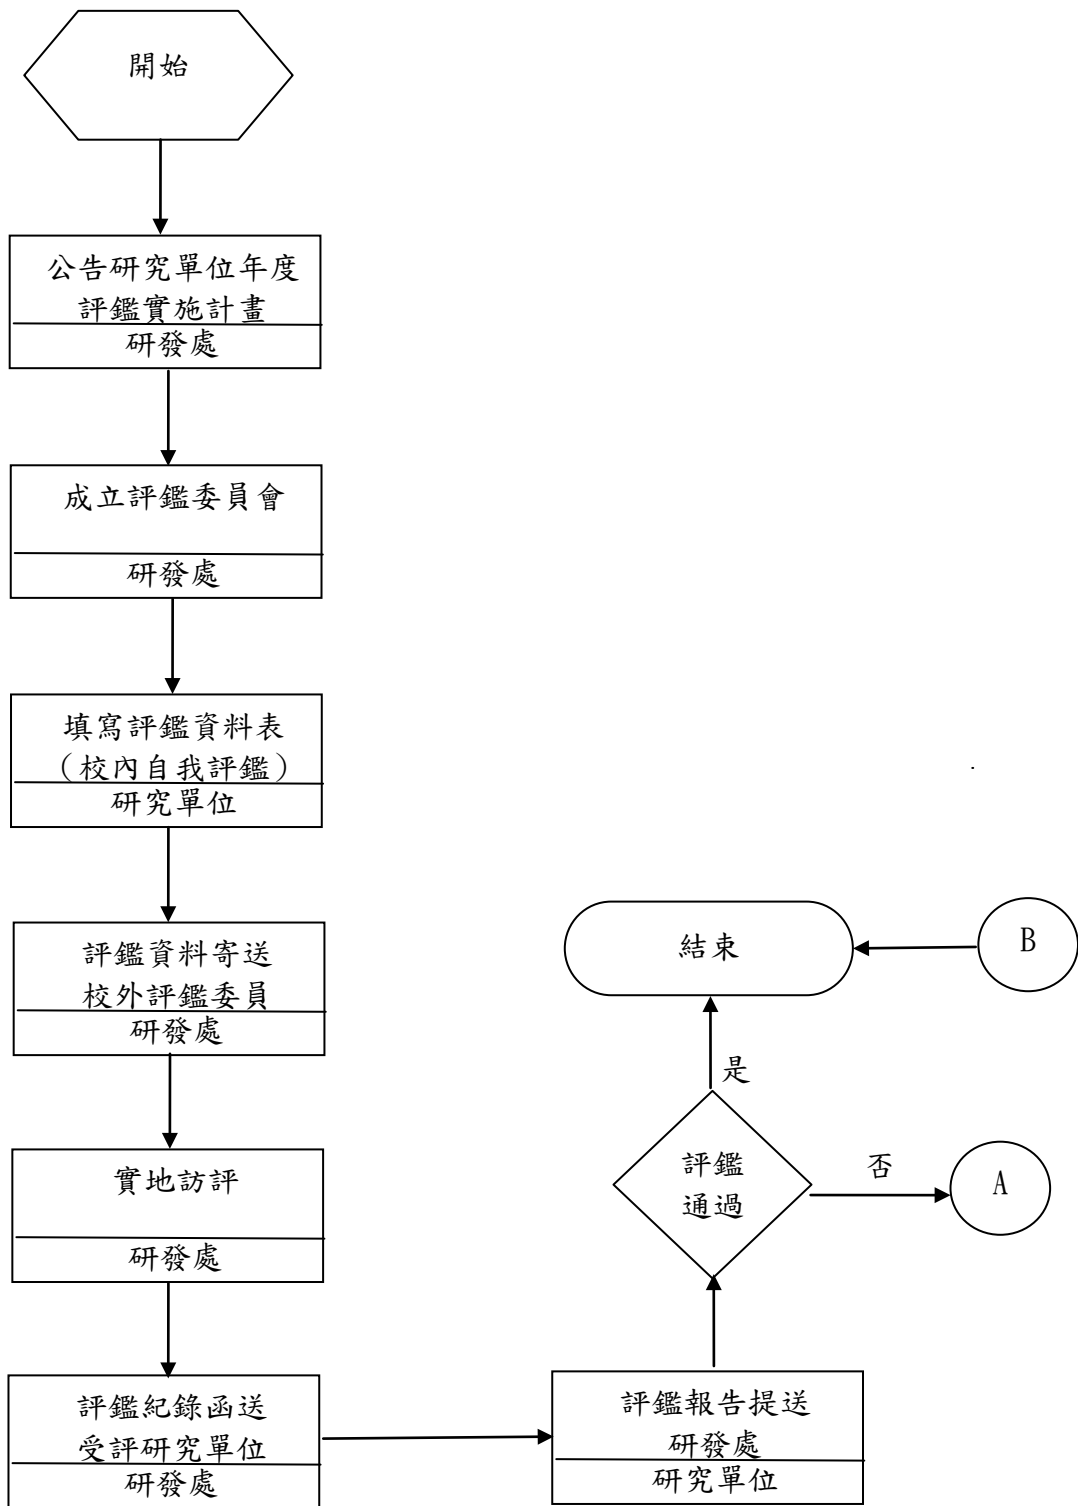 開始
公告研究單位年度
評鑑實施計畫
研發處
成立評鑑委員會
研發處
填寫評鑑資料表
(校內自我評鑑)
研究單位
評鑑資料寄送
校外評鑑委員
研發處
實地訪評
研發處
評鑑紀錄函送
受評研究單位
研發處
評鑑報告提送
研發處
研究單位
評鑑
通過
是
否
A
結束
B